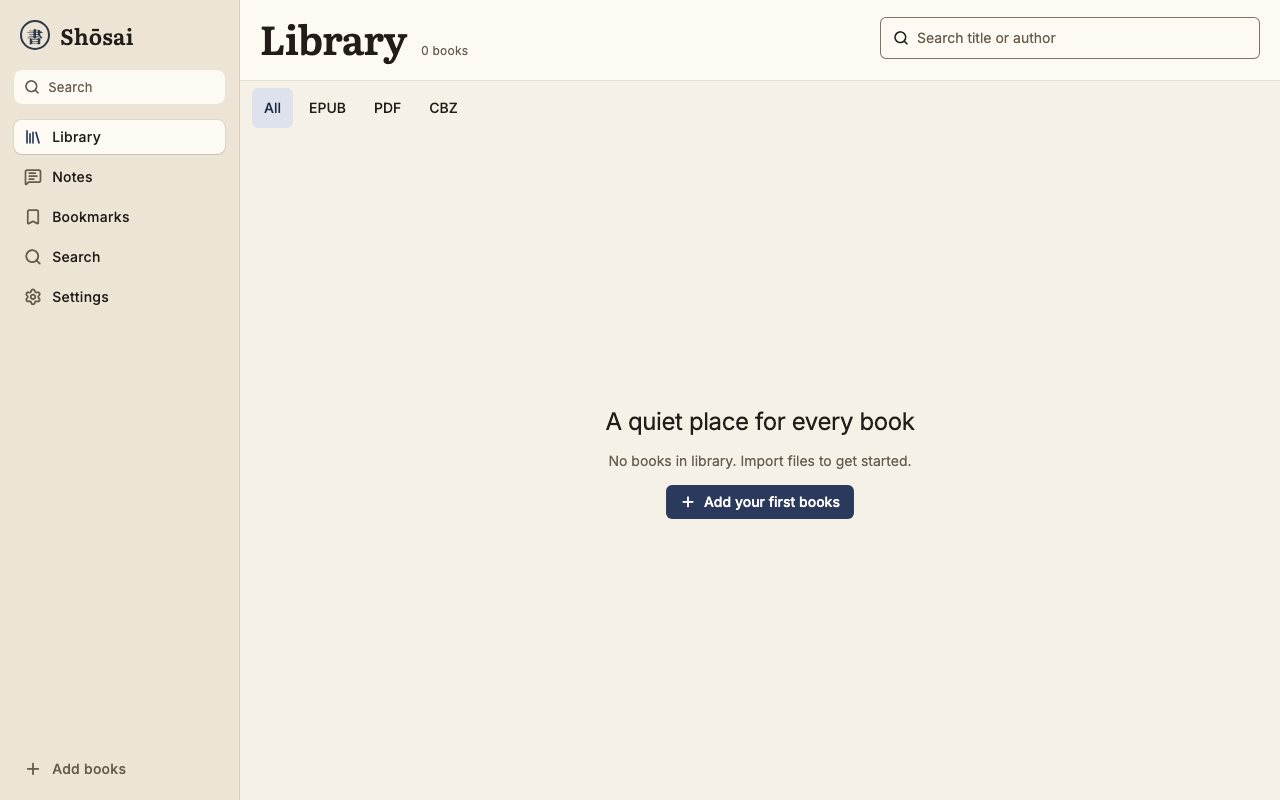 書 Shōsai
Search
Library
Notes
Bookmarks
Search
Settings
Add books
Library 0 books
Search title or author
All EPUB PDF CBZ
A quiet place for every book
No books in library. Import files to get started.
Add your first books